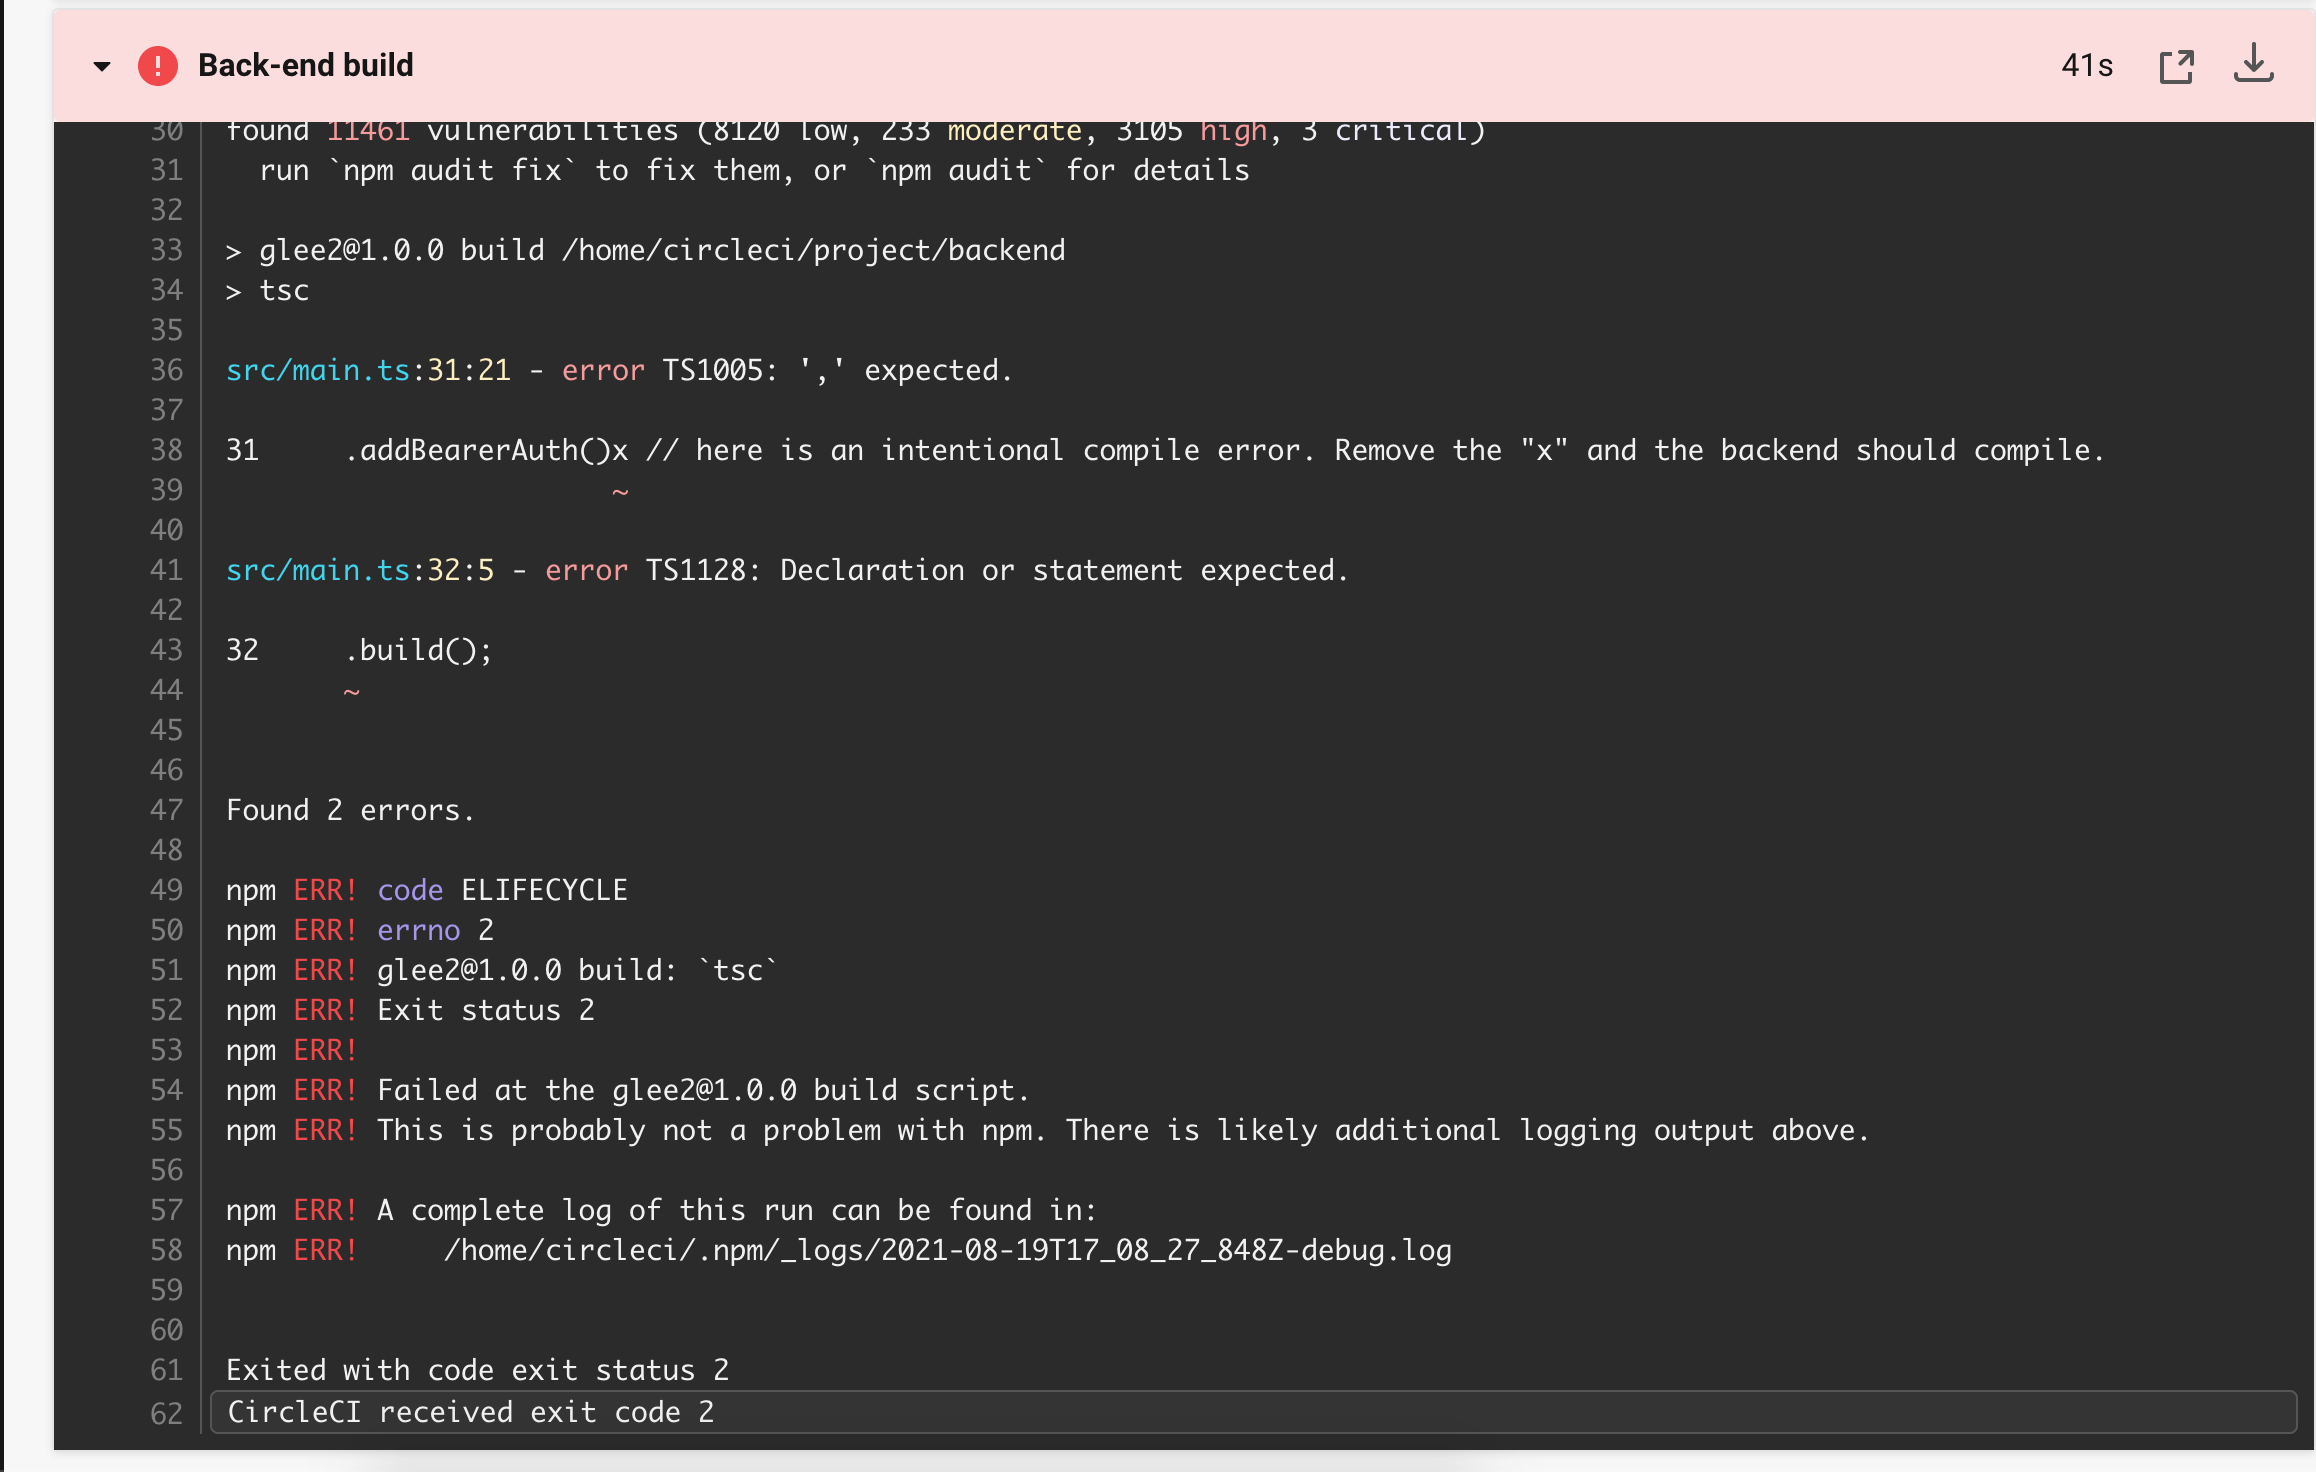 Back-end build 41s
30 found 11461 vulnerabilities (8120 low, 233 moderate, 3105 high, 3 critical)
31   run `npm audit fix` to fix them, or `npm audit` for details
32
33 > glee2@1.0.0 build /home/circleci/project/backend
34 > tsc
35
36 src/main.ts:31:21 - error TS1005: ',' expected.
37
38 31     .addBearerAuth()x // here is an intentional compile error. Remove the "x" and the backend should compile.
39                        ~
40
41 src/main.ts:32:5 - error TS1128: Declaration or statement expected.
42
43 32     .build();
44        ~
45
46
47 Found 2 errors.
48
49 npm ERR! code ELIFECYCLE
50 npm ERR! errno 2
51 npm ERR! glee2@1.0.0 build: `tsc`
52 npm ERR! Exit status 2
53 npm ERR!
54 npm ERR! Failed at the glee2@1.0.0 build script.
55 npm ERR! This is probably not a problem with npm. There is likely additional logging output above.
56
57 npm ERR! A complete log of this run can be found in:
58 npm ERR!     /home/circleci/.npm/_logs/2021-08-19T17_08_27_848Z-debug.log
59
60
61 Exited with code exit status 2
62 CircleCI received exit code 2